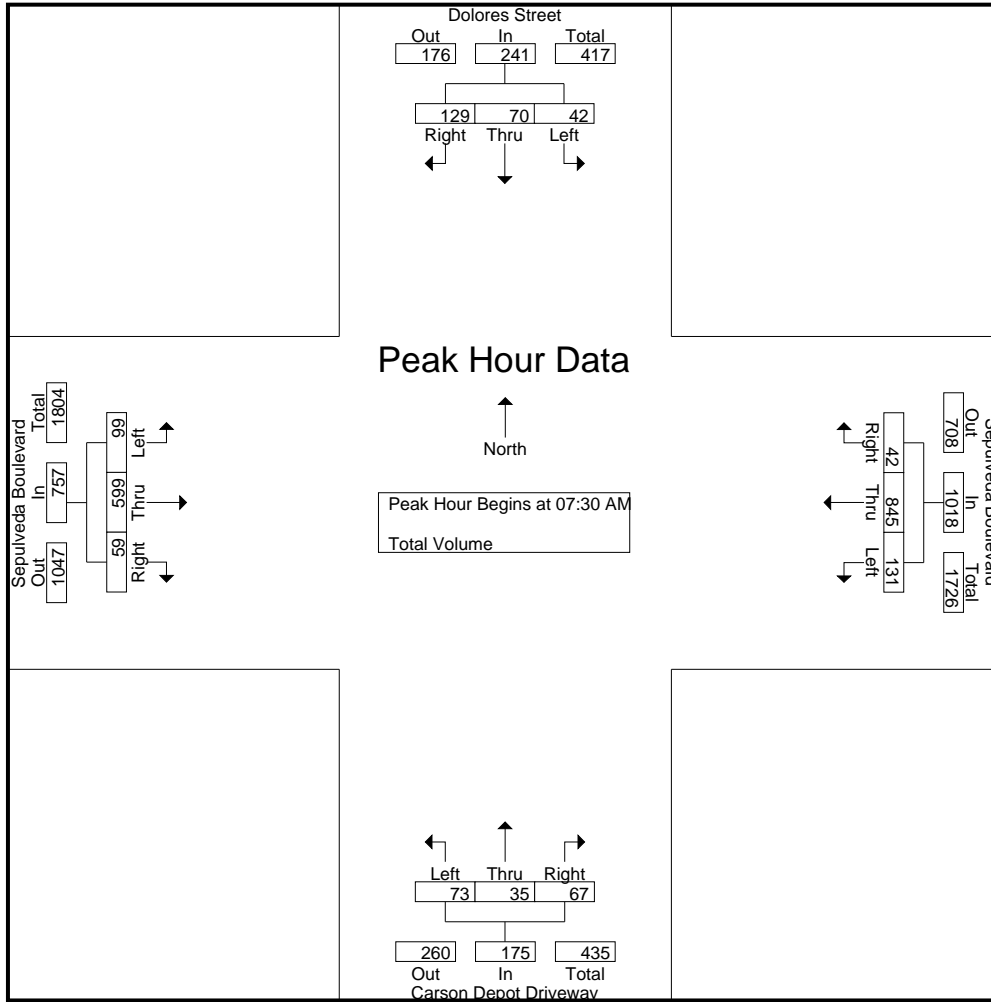 Dolores Street
Out In Total
176 241 417
129 70 42
Right Thru Left
Peak Hour Data
North
Peak Hour Begins at 07:30 AM
Total Volume
Sepulveda Boulevard
Total In Out
1804 757 1047
99 599 59
Left Thru Right
Sepulveda Boulevard
Out In Total
708 1018 1726
42 845 131
Right Thru Left
Left Thru Right
73 35 67
260 175 435
Out In Total
Carson Depot Driveway